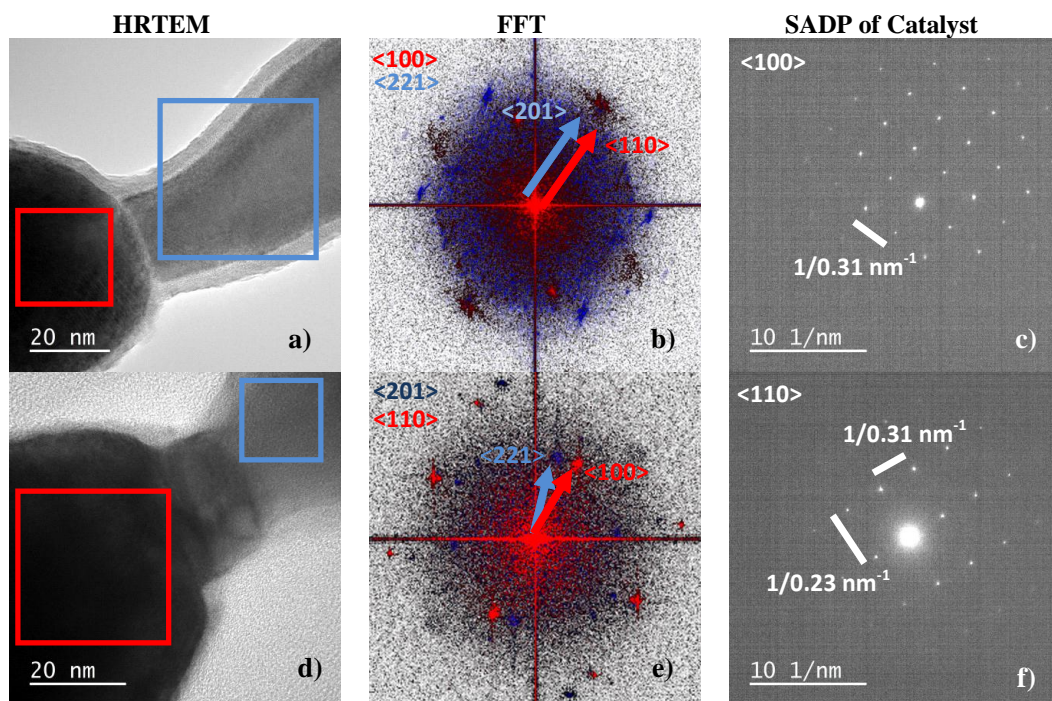 HRTEM
FFT
SADP of Catalyst
20 nm
a)
<100>
<221>
<201>
<110>
b)
<100>
1/0.31 nm⁻¹
10 1/nm
c)
20 nm
d)
<201>
<110>
<221>
<100>
e)
<110>
1/0.31 nm⁻¹
1/0.23 nm⁻¹
10 1/nm
f)